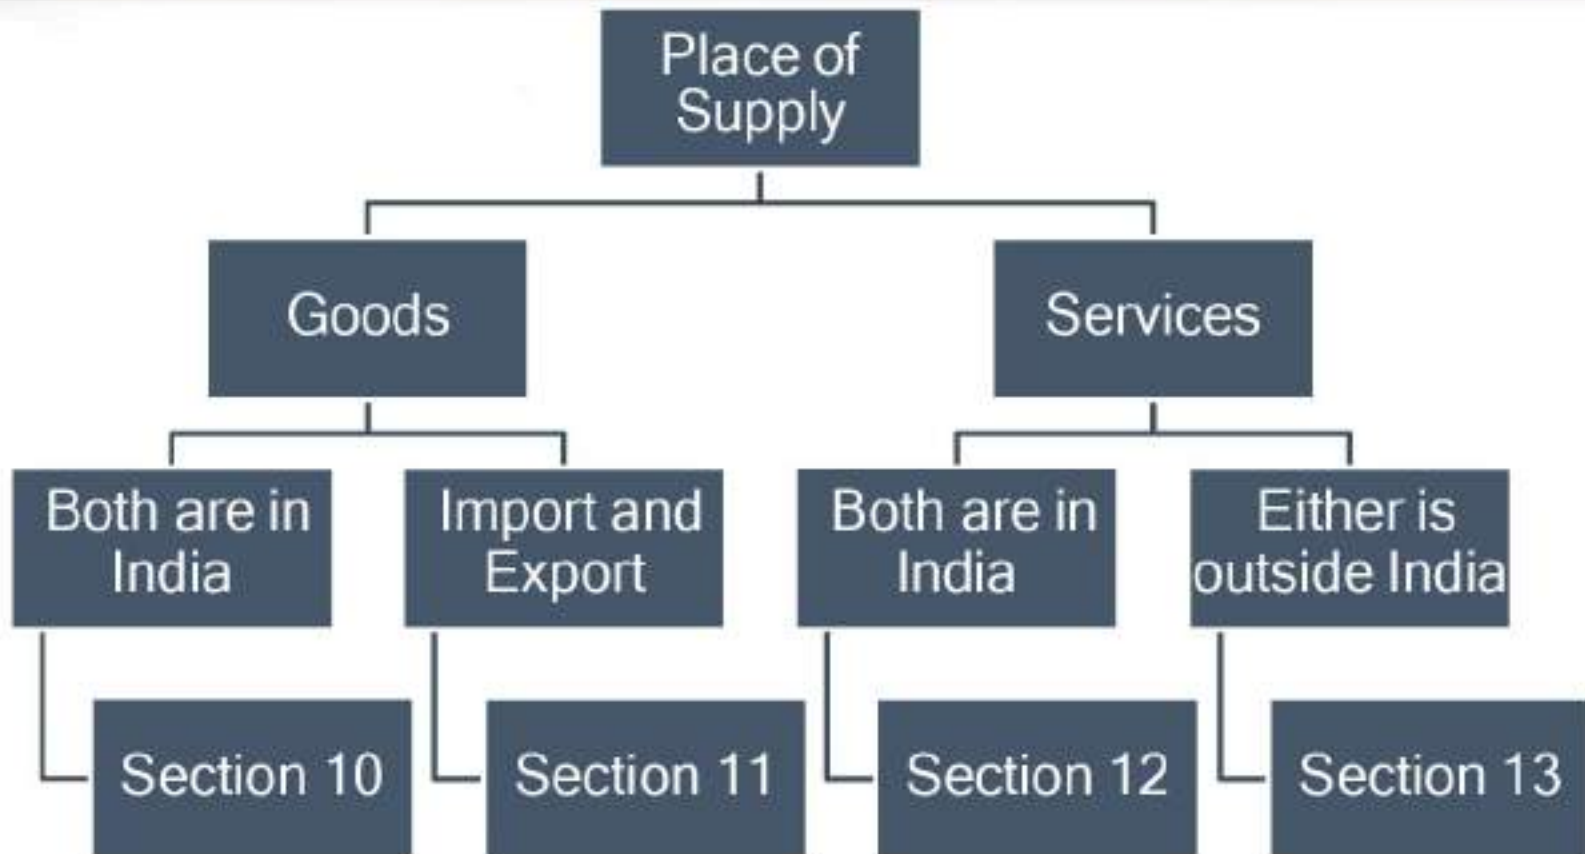 Place of
Supply
Goods
Services
Both are in
India
Import and
Export
Both are in
India
Either is
outside India
Section 10
Section 11
Section 12
Section 13